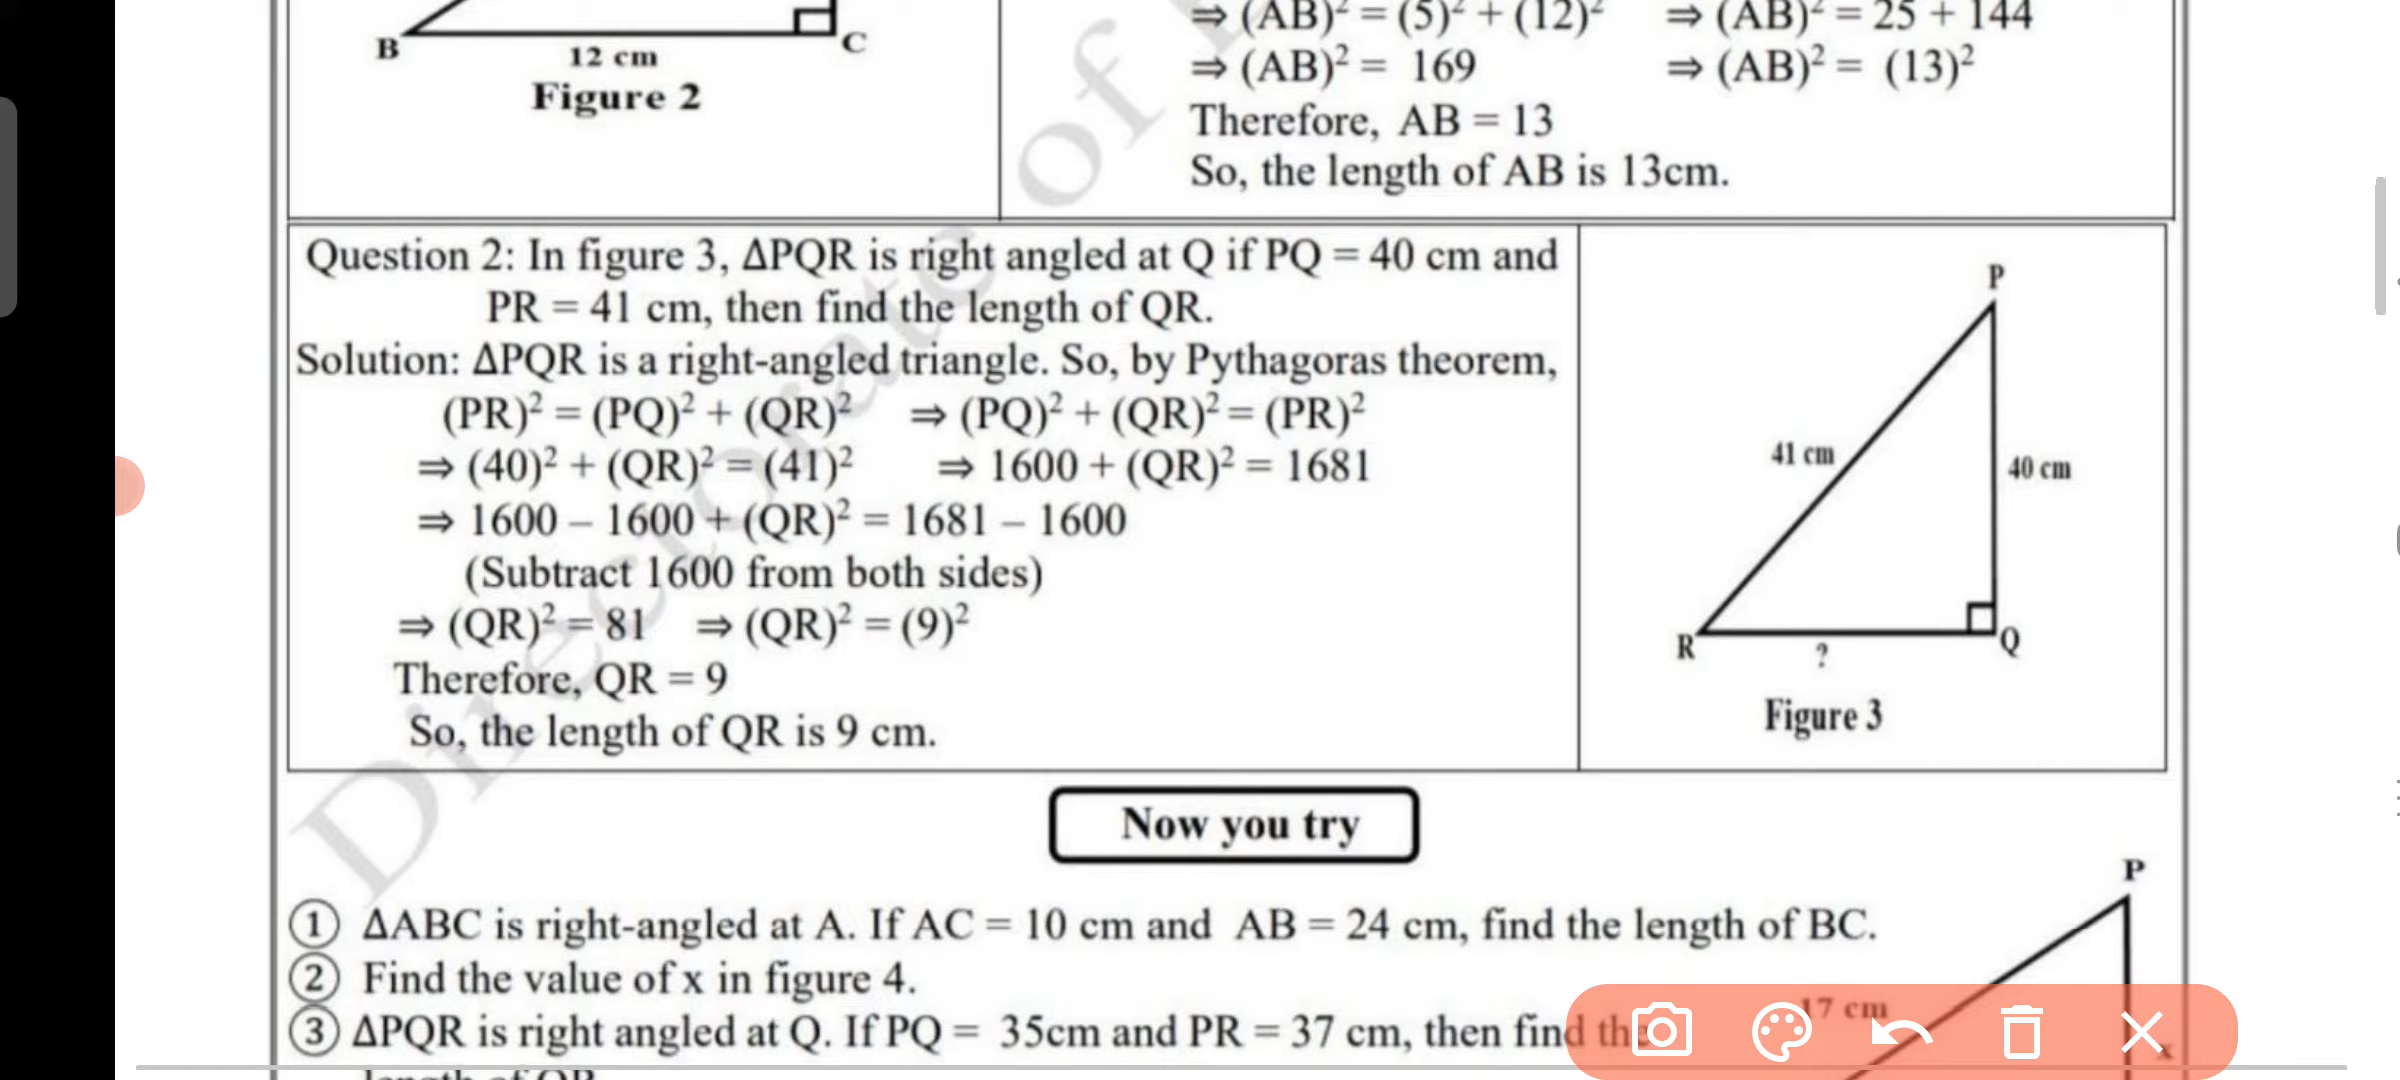 B
12 cm
C
Figure 2
⇒ (AB)² = (5)² + (12)² ⇒ (AB)² = 25 + 144
⇒ (AB)² = 169 ⇒ (AB)² = (13)²
Therefore, AB = 13
So, the length of AB is 13cm.
Question 2: In figure 3, ΔPQR is right angled at Q if PQ = 40 cm and
PR = 41 cm, then find the length of QR.
Solution: ΔPQR is a right-angled triangle. So, by Pythagoras theorem,
(PR)² = (PQ)² + (QR)² ⇒ (PQ)² + (QR)² = (PR)²
⇒ (40)² + (QR)² = (41)² ⇒ 1600 + (QR)² = 1681
⇒ 1600 – 1600 + (QR)² = 1681 – 1600
(Subtract 1600 from both sides)
⇒ (QR)² = 81 ⇒ (QR)² = (9)²
Therefore, QR = 9
So, the length of QR is 9 cm.
P
41 cm
40 cm
R
?
Q
Figure 3
Directorate of
Now you try
① ΔABC is right-angled at A. If AC = 10 cm and AB = 24 cm, find the length of BC.
② Find the value of x in figure 4.
③ ΔPQR is right angled at Q. If PQ = 35cm and PR = 37 cm, then find the
P
17 cm
x
length of QR